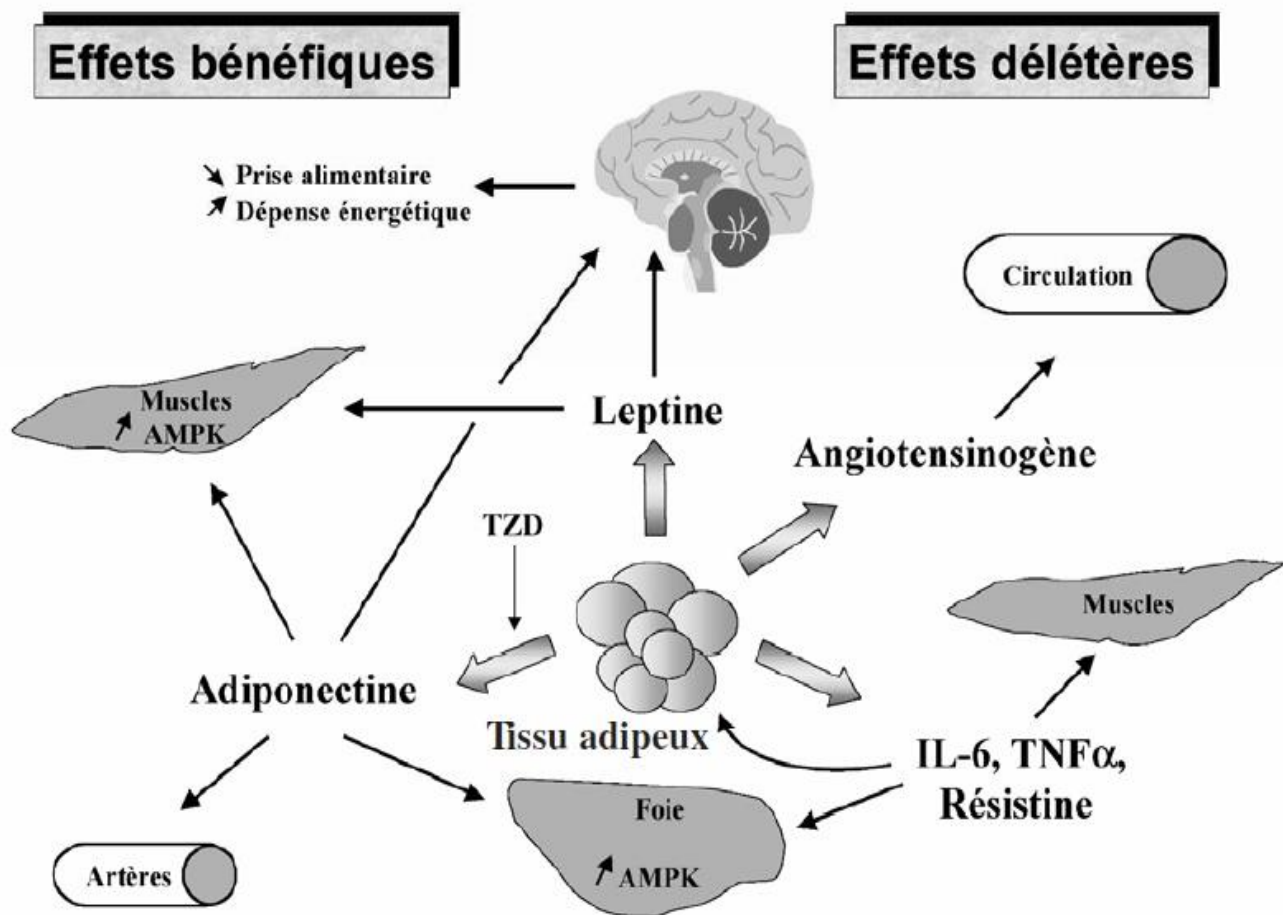 Effets bénéfiques
Effets délétères
↘ Prise alimentaire
↗ Dépense énergétique
Circulation
Muscles
↗ AMPK
Leptine
Angiotensinogène
TZD
Muscles
Adiponectine
Tissu adipeux
IL-6, TNFα,
Résistine
Foie
↗ AMPK
Artères